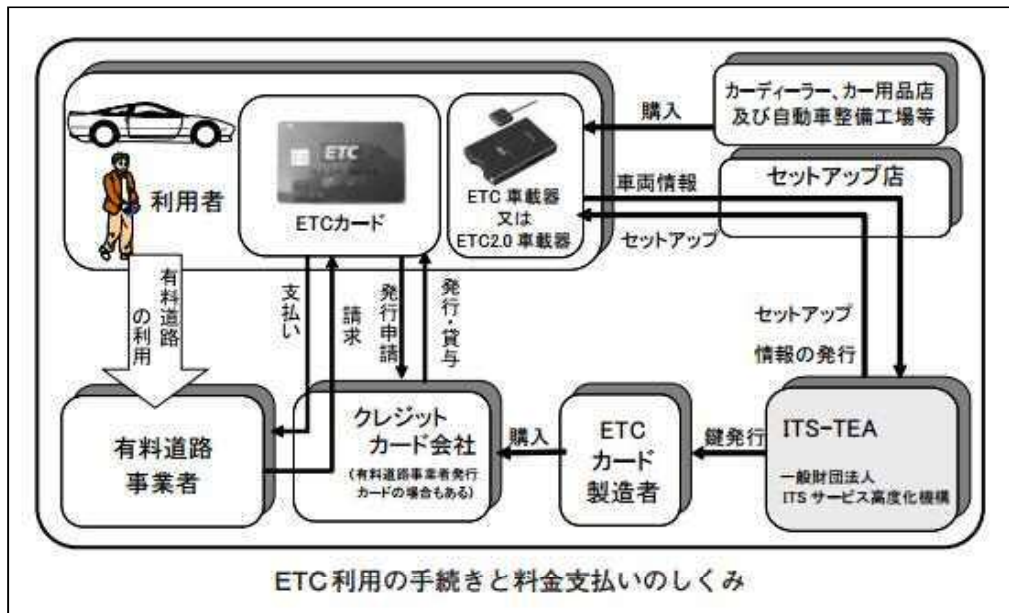 カーディーラー、カー用品店
及び自動車整備工場等
購入
ETC
利用者
ETCカード
ETC 車載器
又は
ETC2.0 車載器
車両情報
セットアップ店
セットアップ
有料道路
の利用
支払い
請求
発行申請
発行・貸与
セットアップ
情報の発行
有料道路
事業者
クレジット
カード会社
(有料道路事業者発行
カードの場合もある)
購入
ETC
カード
製造者
鍵発行
ITS-TEA
一般財団法人
ITS サービス高度化機構
ETC利用の手続きと料金支払いのしくみ